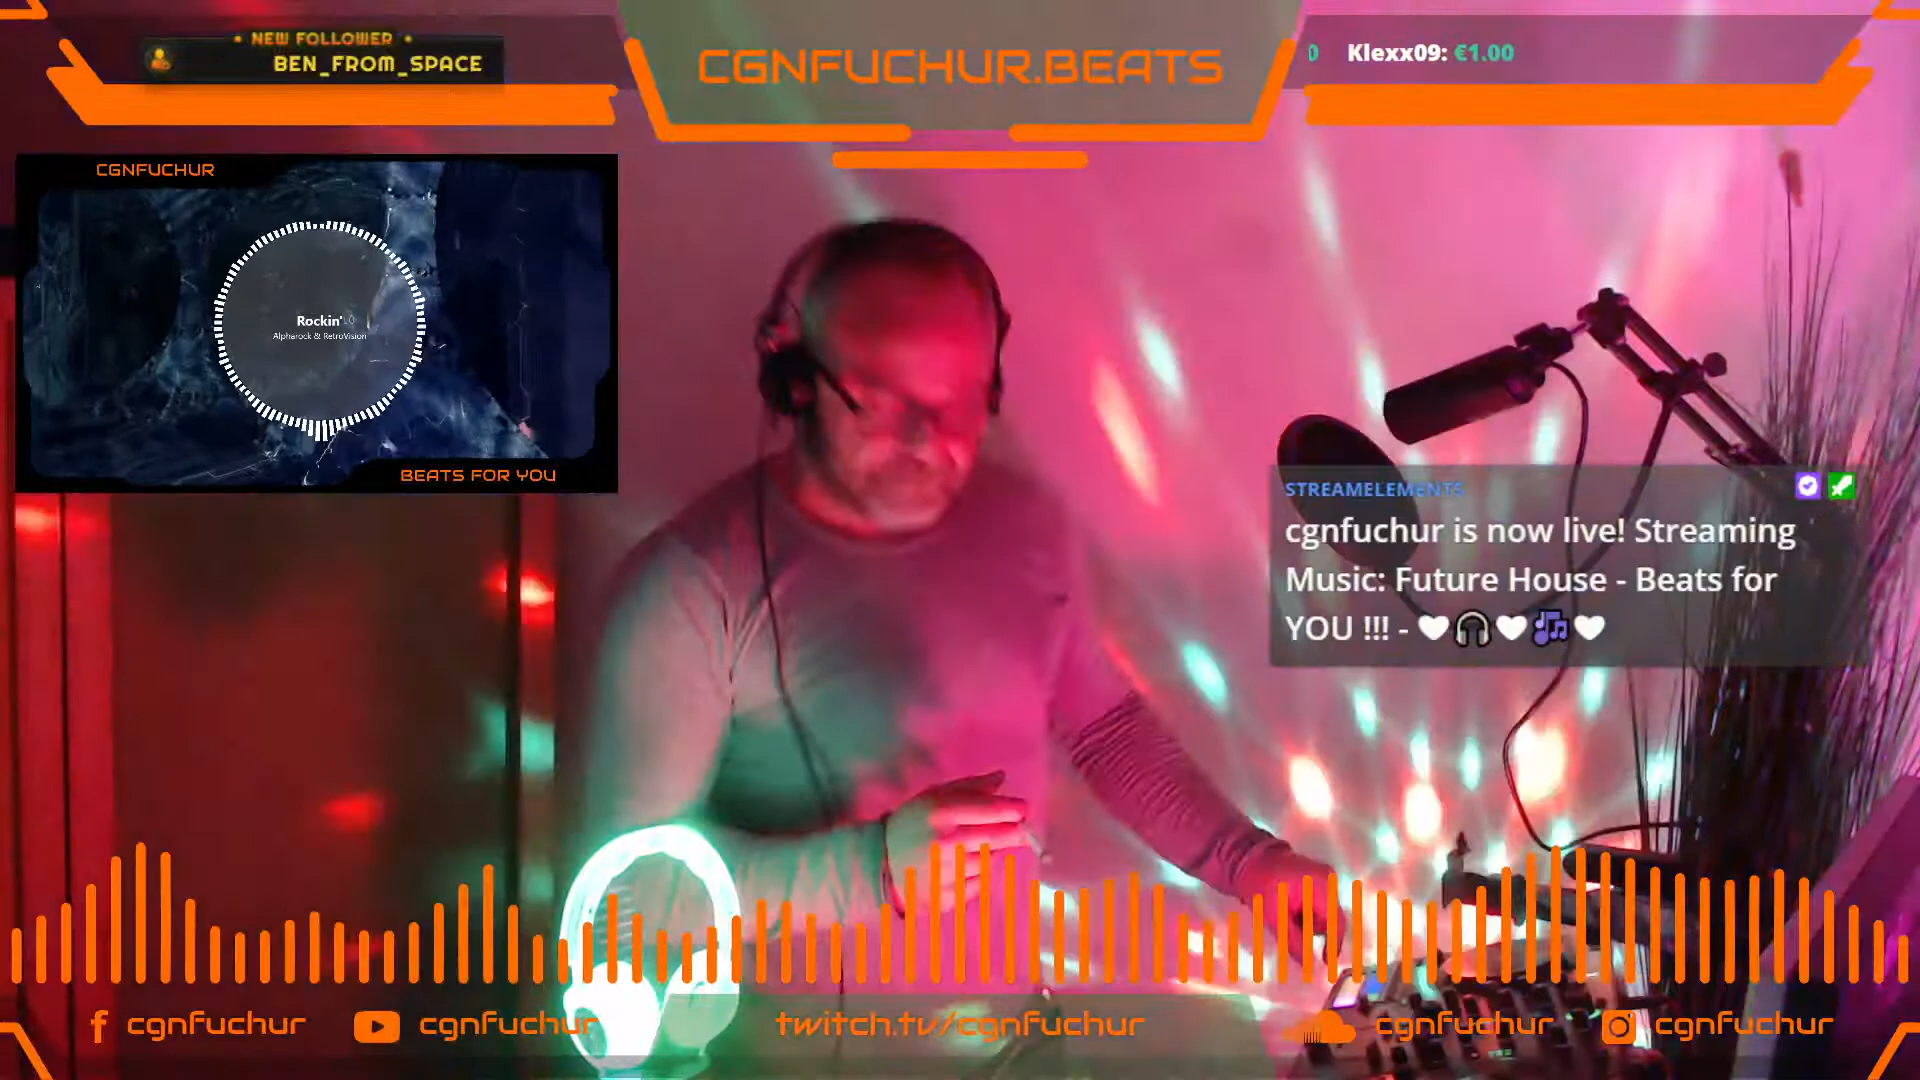 • NEW FOLLOWER •
BEN_FROM_SPACE
CGNFUCHUR.BEATS
0 Klexx09: €1.00
CGNFUCHUR
Rockin'
Alpharock & RetroVision
BEATS FOR YOU
STREAMELEMENTS
cgnfuchur is now live! Streaming
Music: Future House - Beats for
YOU !!! - 🤍🎧🤍🎶🤍
cgnfuchur
cgnfuchur
twitch.tv/cgnfuchur
cgnfuchur
cgnfuchur